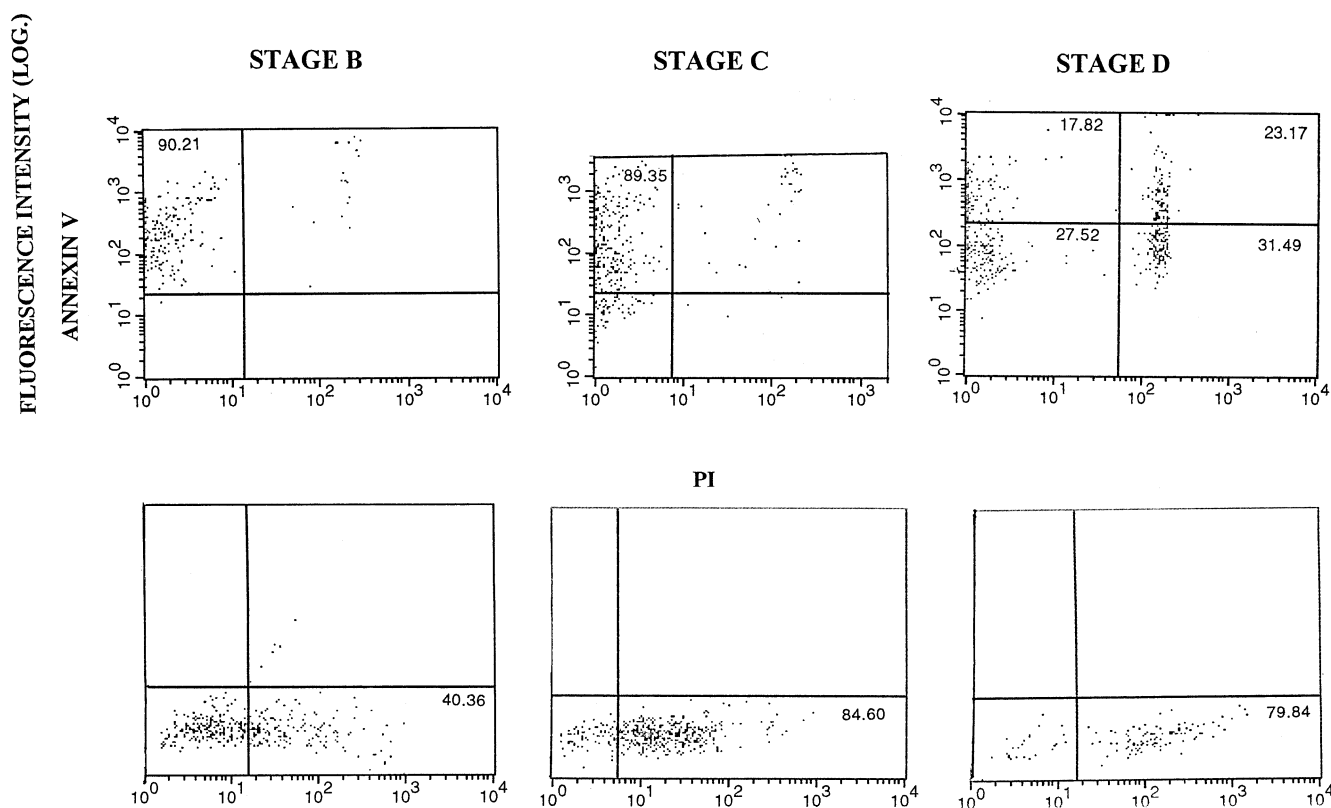 FLUORESCENCE INTENSITY (LOG.)
ANNEXIN V
STAGE B
STAGE C
STAGE D
10^4
10^3
10^2
10^1
10^0
90.21
10^0 10^1 10^2 10^3 10^4
10^3
10^2
10^1
10^0
89.35
10^0 10^1 10^2 10^3
10^4
10^3
10^2
10^1
10^0
17.82
23.17
27.52
31.49
10^0 10^1 10^2 10^3 10^4
PI
40.36
10^0 10^1 10^2 10^3 10^4
84.60
10^0 10^1 10^2 10^3 10^4
79.84
10^0 10^1 10^2 10^3 10^4